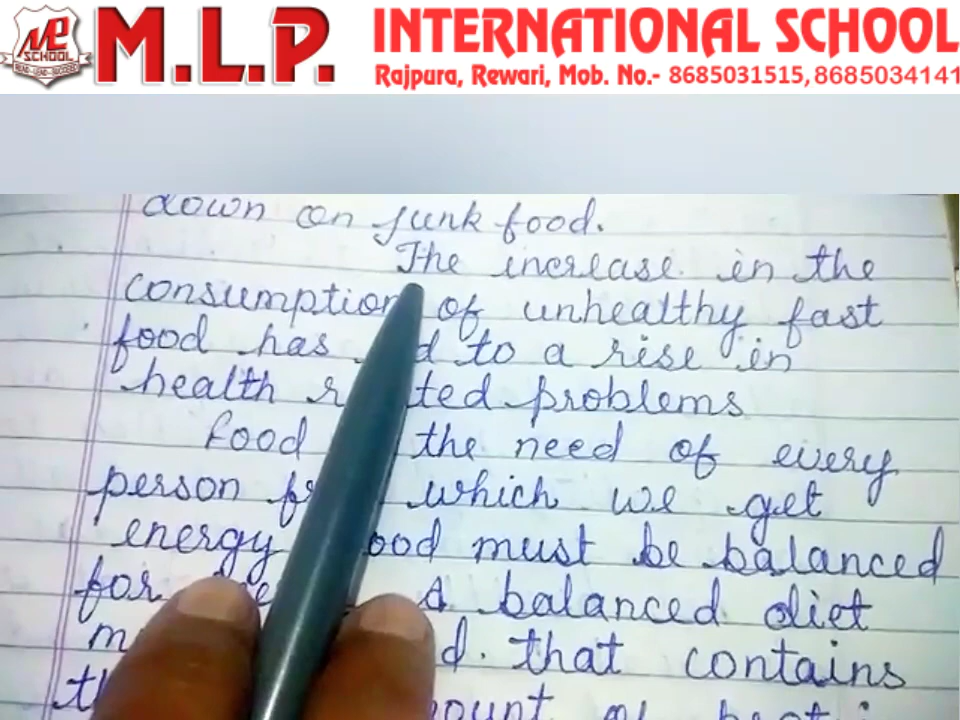 MP
SCHOOL
M.L.P. INTERNATIONAL SCHOOL
Rajpura, Rewari, Mob. No.- 8685031515, 8685034141
down on junk food.
The increase in the
consumption of unhealthy fast
food has d to a rise in
health r ted problems
food the need of every
person which we get
energy ood must be balanced
for A balanced diet
d. that contains